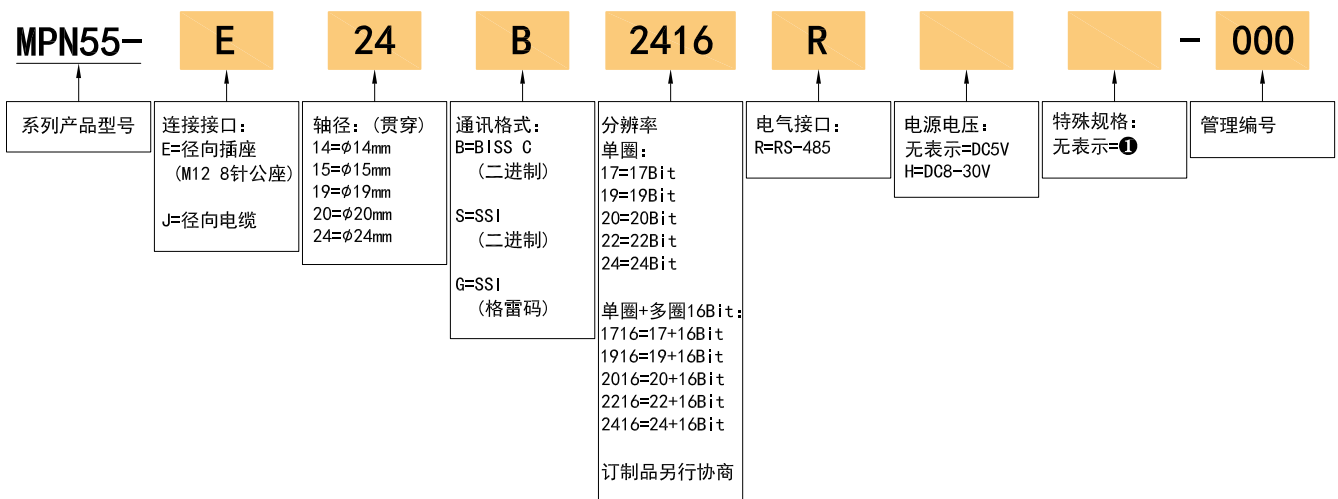 MPN55- E 24 B 2416 R - 000
系列产品型号
连接接口:
E=径向插座
(M12 8针公座)
J=径向电缆
轴径:(贯穿)
14=φ14mm
15=φ15mm
19=φ19mm
20=φ20mm
24=φ24mm
通讯格式:
B=BISS C
(二进制)
S=SSI
(二进制)
G=SSI
(格雷码)
分辨率
单圈:
17=17Bit
19=19Bit
20=20Bit
22=22Bit
24=24Bit
单圈+多圈16Bit:
1716=17+16Bit
1916=19+16Bit
2016=20+16Bit
2216=22+16Bit
2416=24+16Bit
订制品另行协商
电气接口:
R=RS-485
电源电压:
无表示=DC5V
H=DC8-30V
特殊规格:
无表示=❶
管理编号